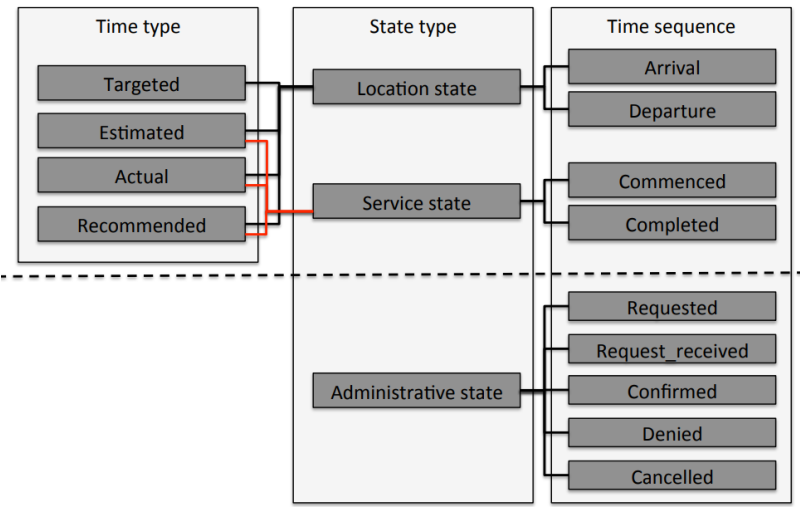 Time type
Targeted
Estimated
Actual
Recommended
State type
Location state
Service state
Administrative state
Time sequence
Arrival
Departure
Commenced
Completed
Requested
Request_received
Confirmed
Denied
Cancelled